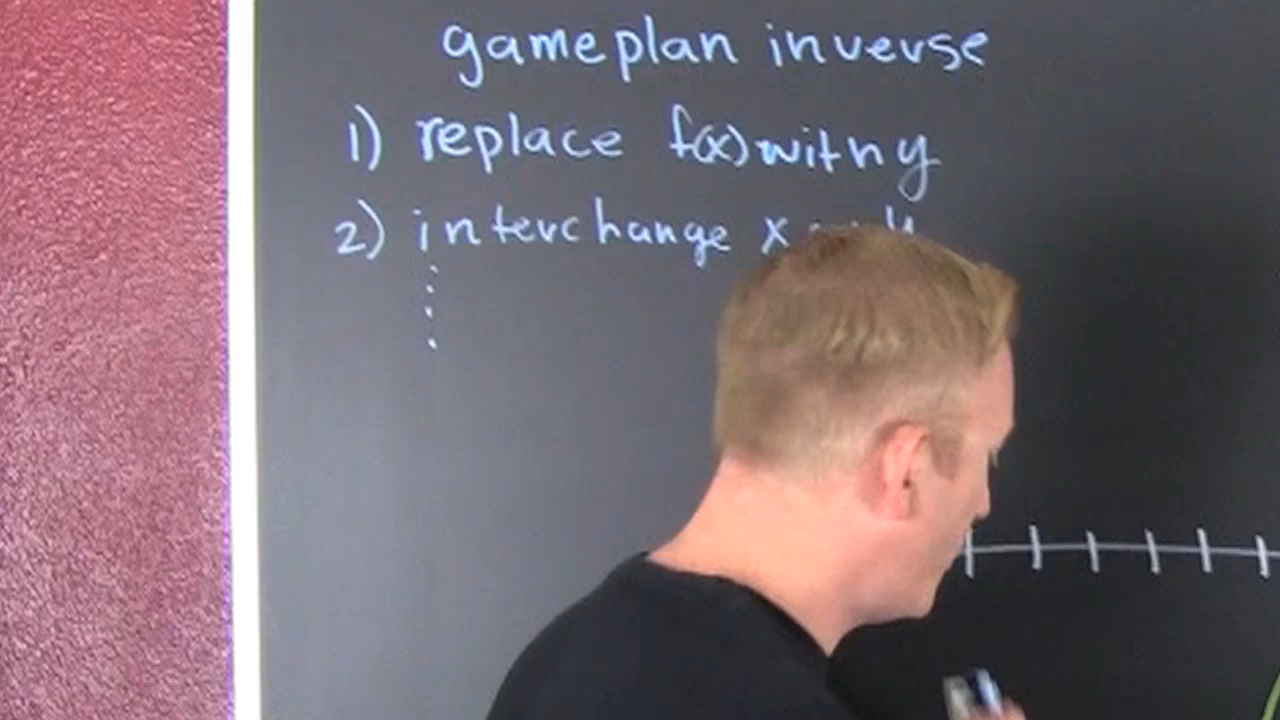 gameplan inverse
1) replace f(x) with y
2) interchange x